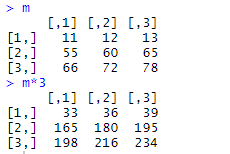 > m
     [,1] [,2] [,3]
[1,]   11   12   13
[2,]   55   60   65
[3,]   66   72   78
> m*3
     [,1] [,2] [,3]
[1,]   33   36   39
[2,]  165  180  195
[3,]  198  216  234